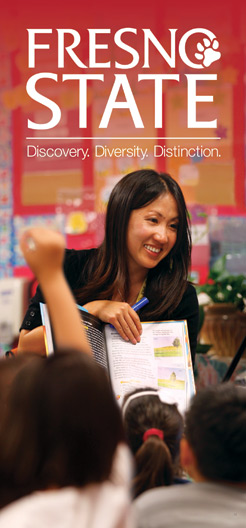 FRESNO
STATE
Discovery. Diversity. Distinction.